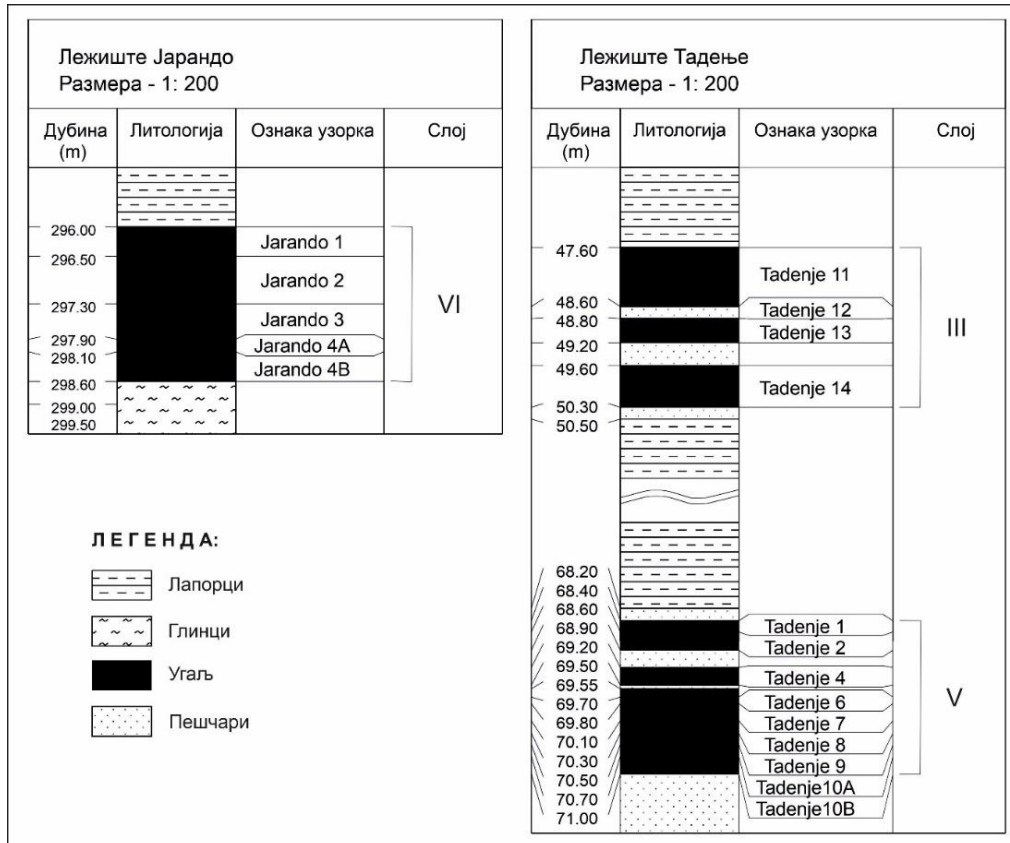 Лежиште Јарандо
Размера - 1: 200
Дубина (m)
Литологија
Ознака узорка
Слој
296.00
296.50
297.30
297.90
298.10
298.60
299.00
299.50
Jarando 1
Jarando 2
Jarando 3
Jarando 4A
Jarando 4B
VI
Лежиште Тадење
Размера - 1: 200
Дубина (m)
Литологија
Ознака узорка
Слој
47.60
48.60
48.80
49.20
49.60
50.30
50.50
68.20
68.40
68.60
68.90
69.20
69.50
69.55
69.70
69.80
70.10
70.30
70.50
70.70
71.00
Tadenje 11
Tadenje 12
Tadenje 13
Tadenje 14
Tadenje 1
Tadenje 2
Tadenje 4
Tadenje 6
Tadenje 7
Tadenje 8
Tadenje 9
Tadenje10A
Tadenje10B
III
V
ЛЕГЕНДА:
Лапорци
Глинци
Угаљ
Пешчари